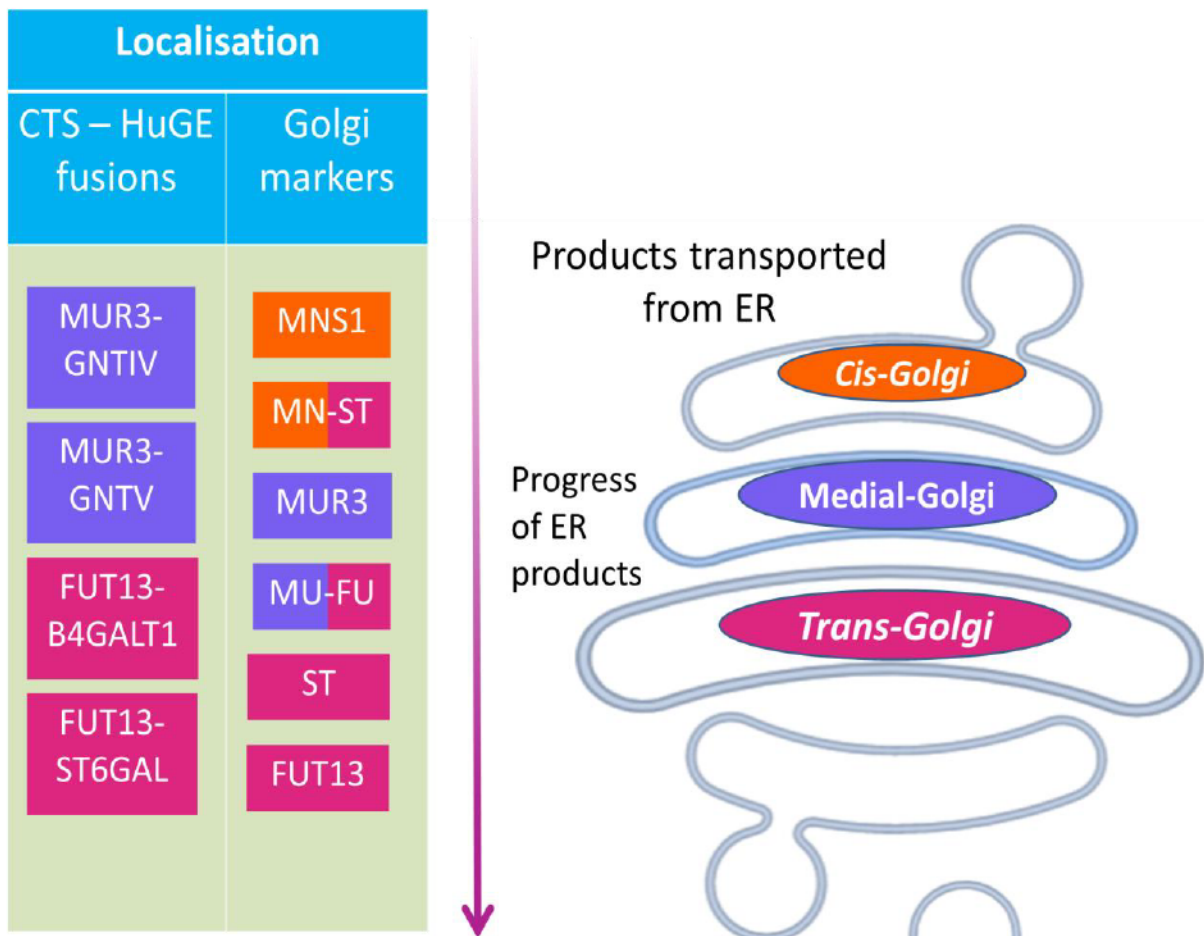 Localisation
CTS – HuGE
fusions
Golgi
markers
MUR3-
GNTIV
MUR3-
GNTV
FUT13-
B4GALT1
FUT13-
ST6GAL
MNS1
MN-ST
MUR3
MU-FU
ST
FUT13
Products transported
from ER
Cis-Golgi
Progress
of ER
products
Medial-Golgi
Trans-Golgi